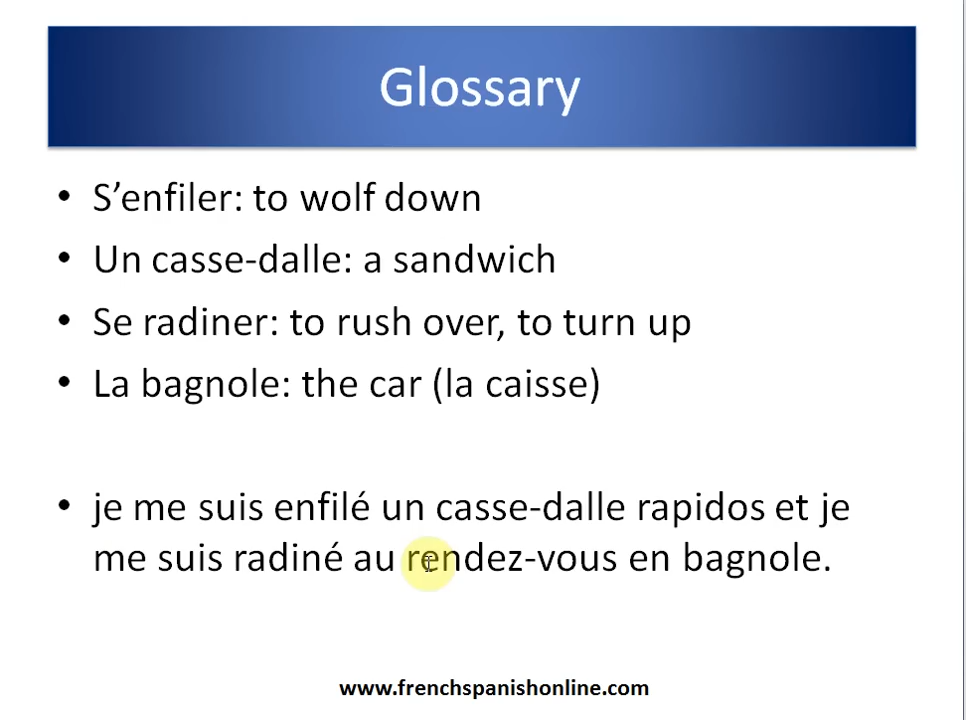 Glossary
• S’enfiler: to wolf down
• Un casse-dalle: a sandwich
• Se radiner: to rush over, to turn up
• La bagnole: the car (la caisse)
• je me suis enfilé un casse-dalle rapidos et je
me suis radiné au rendez-vous en bagnole.
www.frenchspanishonline.com